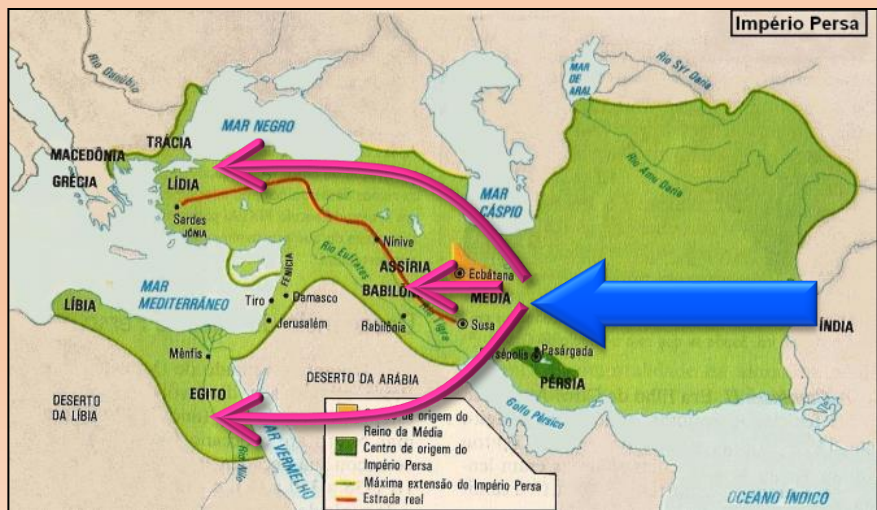 Império Persa
Rio Danúbio
MAR
DE
ARAL
Rio Syr Daria
MAR NEGRO
TRÁCIA
MACEDÔNIA
GRÉCIA
LÍDIA
Sardes
JÔNIA
MAR
CÁSPIO
Rio Amu Daria
Nínive
Rio Eufrates
ASSÍRIA
Ecbátana
MÉDIA
Rio Tigre
Susa
Babilônia
FENÍCIA
MAR
MEDITERRÂNEO
Tiro
Damasco
Jerusalém
LÍBIA
Mênfis
EGITO
DESERTO
DA LÍBIA
DESERTO DA ARÁBIA
Pasárgada
PÉRSIA
ÍNDIA
Golfo Pérsico
MAR VERMELHO
Rio Nilo
de origem do
Reino da Média
Centro de origem do
Império Persa
Máxima extensão do Império Persa
Estrada real
OCEANO ÍNDICO